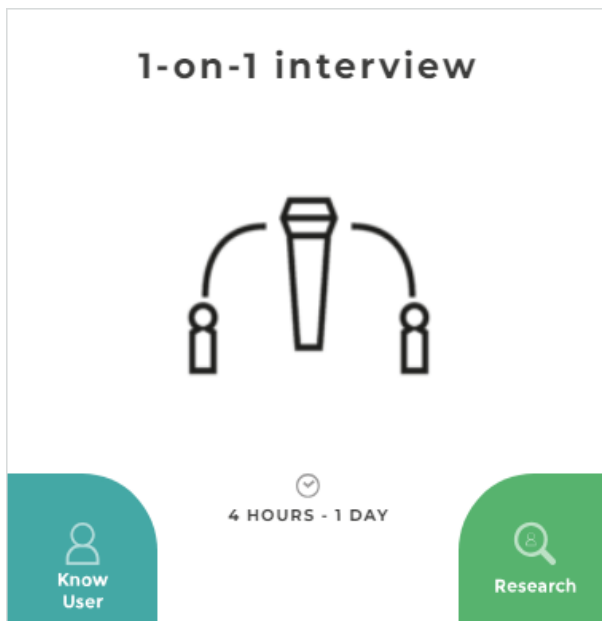 1-on-1 interview
4 HOURS - 1 DAY
Know
User
Research